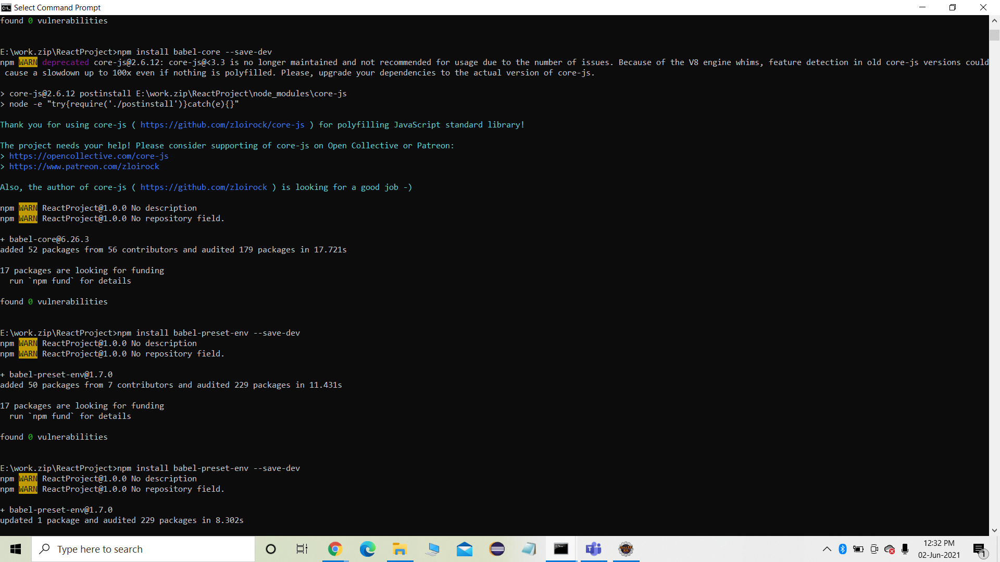 Select Command Prompt
found 0 vulnerabilities
E:\work.zip\ReactProject>npm install babel-core --save-dev
npm WARN deprecated core-js@2.6.12: core-js@<3.3 is no longer maintained and not recommended for usage due to the number of issues. Because of the V8 engine whims, feature detection in old core-js versions could
cause a slowdown up to 100x even if nothing is polyfilled. Please, upgrade your dependencies to the actual version of core-js.
> core-js@2.6.12 postinstall E:\work.zip\ReactProject\node_modules\core-js
> node -e "try{require('./postinstall')}catch(e){}"
Thank you for using core-js ( https://github.com/zloirock/core-js ) for polyfilling JavaScript standard library!
The project needs your help! Please consider supporting of core-js on Open Collective or Patreon:
> https://opencollective.com/core-js
> https://www.patreon.com/zloirock
Also, the author of core-js ( https://github.com/zloirock ) is looking for a good job -)
npm WARN ReactProject@1.0.0 No description
npm WARN ReactProject@1.0.0 No repository field.
+ babel-core@6.26.3
added 52 packages from 56 contributors and audited 179 packages in 17.721s
17 packages are looking for funding
run `npm fund` for details
found 0 vulnerabilities
E:\work.zip\ReactProject>npm install babel-preset-env --save-dev
npm WARN ReactProject@1.0.0 No description
npm WARN ReactProject@1.0.0 No repository field.
+ babel-preset-env@1.7.0
added 50 packages from 7 contributors and audited 229 packages in 11.431s
17 packages are looking for funding
run `npm fund` for details
found 0 vulnerabilities
E:\work.zip\ReactProject>npm install babel-preset-env --save-dev
npm WARN ReactProject@1.0.0 No description
npm WARN ReactProject@1.0.0 No repository field.
+ babel-preset-env@1.7.0
updated 1 package and audited 229 packages in 8.302s
Type here to search
12:32 PM
02-Jun-2021
1